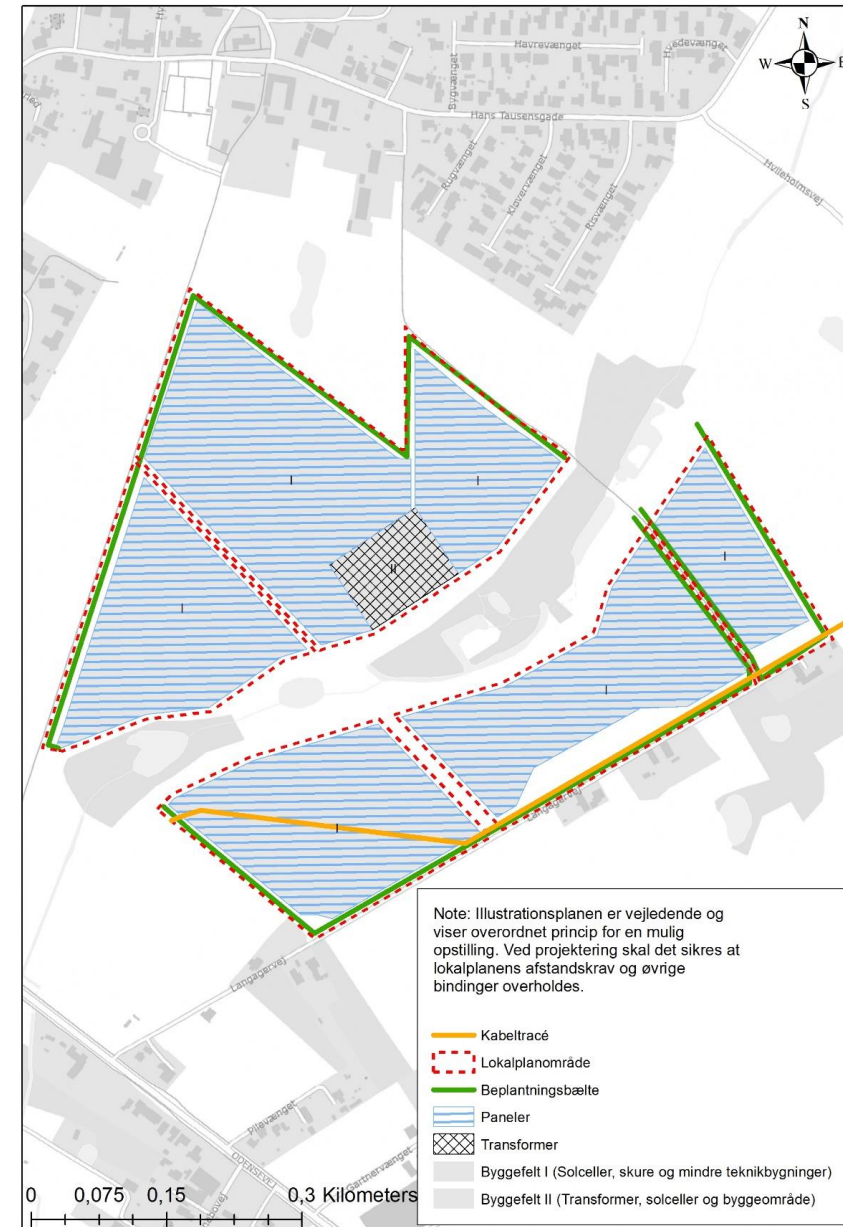 N
W
E
S
Havrevænget
Hvedevænget
Bygvænget
Hans Tausensgade
Rugvænget
Kløvervænget
Risvænget
Hvileholmsvej
I
I
I
II
I
I
I
Langagervej
Langagervej
Pilevænget
ODENSEVEJ
Gartnervænget
Note: Illustrationsplanen er vejledende og
viser overordnet princip for en mulig
opstilling. Ved projektering skal det sikres at
lokalplanens afstandskrav og øvrige
bindinger overholdes.
Kabeltracé
Lokalplanområde
Beplantningsbælte
Paneler
Transformer
Byggefelt I (Solceller, skure og mindre teknikbygninger)
Byggefelt II (Transformer, solceller og byggeområde)
0 0,075 0,15 0,3 Kilometers